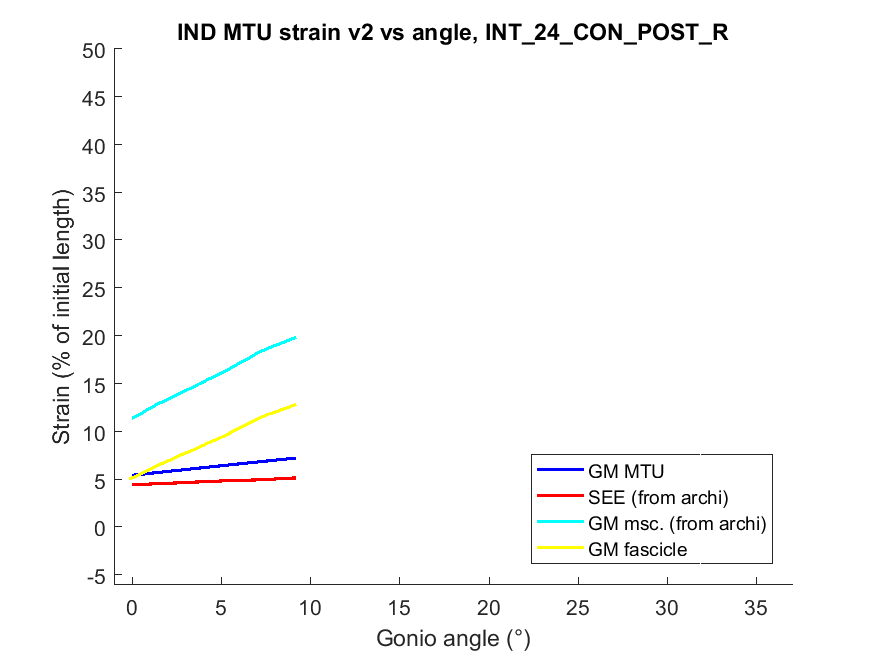 IND MTU strain v2 vs angle, INT_24_CON_POST_R
50
45
40
35
30
25
20
15
10
5
0
-5
Strain (% of initial length)
0 5 10 15 20 25 30 35
Gonio angle (°)
GM MTU
SEE (from archi)
GM msc. (from archi)
GM fascicle